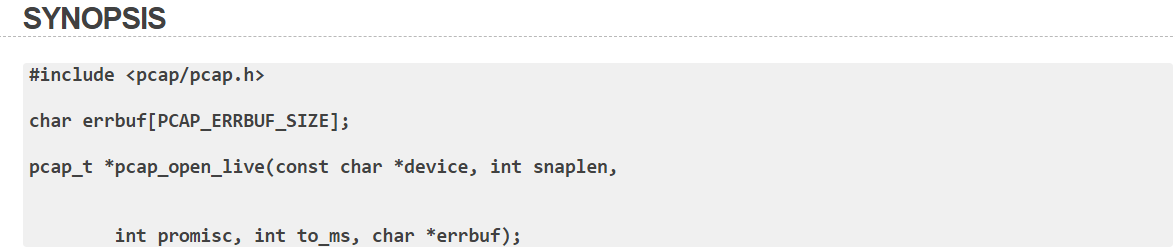 SYNOPSIS
#include <pcap/pcap.h>
char errbuf[PCAP_ERRBUF_SIZE];
pcap_t *pcap_open_live(const char *device, int snaplen,
int promisc, int to_ms, char *errbuf);